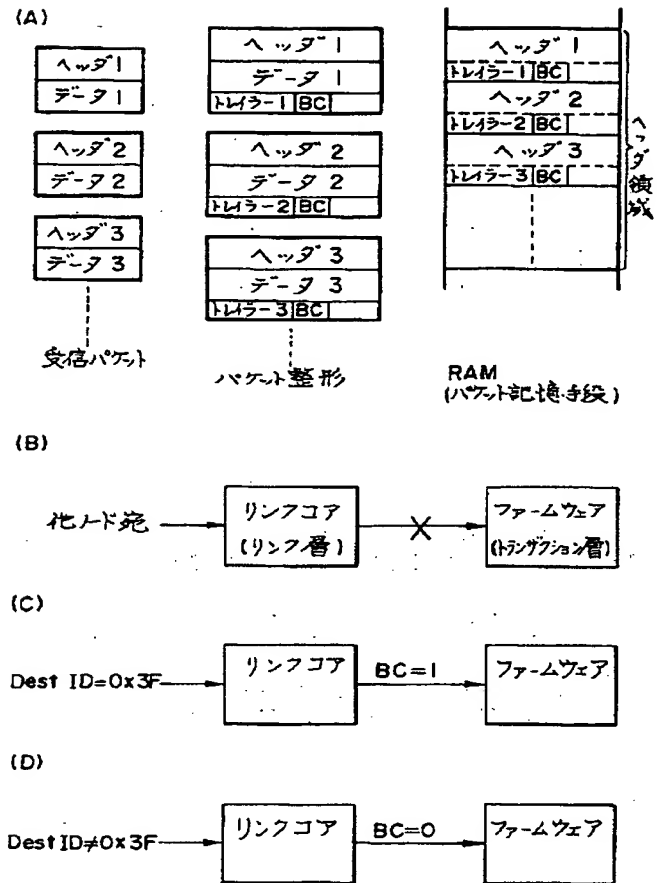 (A)
ヘッダ1
データ1
ヘッダ2
データ2
ヘッダ3
データ3
受信パケット
ヘッダ1
データ1
トレイラー1 BC
ヘッダ2
データ2
トレイラー2 BC
ヘッダ3
データ3
トレイラー3 BC
パケット整形
ヘッダ1
トレイラー1 BC
ヘッダ2
トレイラー2 BC
ヘッダ3
トレイラー3 BC
ヘッダ領域
RAM
(パケット記憶手段)
(B)
他ノード宛
リンクコア
(リンク層)
ファームウェア
(トランザクション層)
(C)
Dest ID=0x3F
リンクコア
BC=1
ファームウェア
(D)
Dest ID≠0x3F
リンクコア
BC=0
ファームウェア